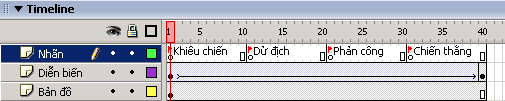 Timeline
1 5 10 15 20 25 30 35 40
Nhãn Khiêu chiến Dừ địch Phản công Chiến thắng
Diễn biến
Bản đồ